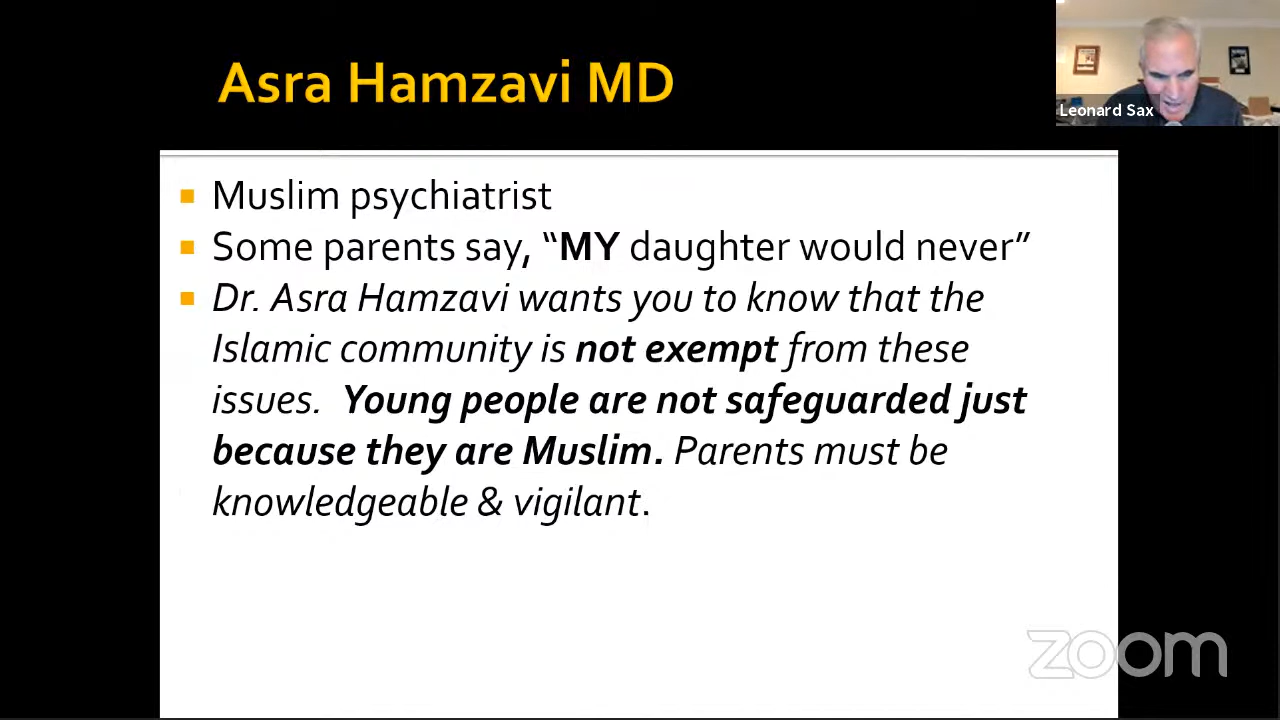 Asra Hamzavi MD
Leonard Sax
Muslim psychiatrist
Some parents say, “MY daughter would never”
Dr. Asra Hamzavi wants you to know that the
Islamic community is not exempt from these
issues. Young people are not safeguarded just
because they are Muslim. Parents must be
knowledgeable & vigilant.
zoom